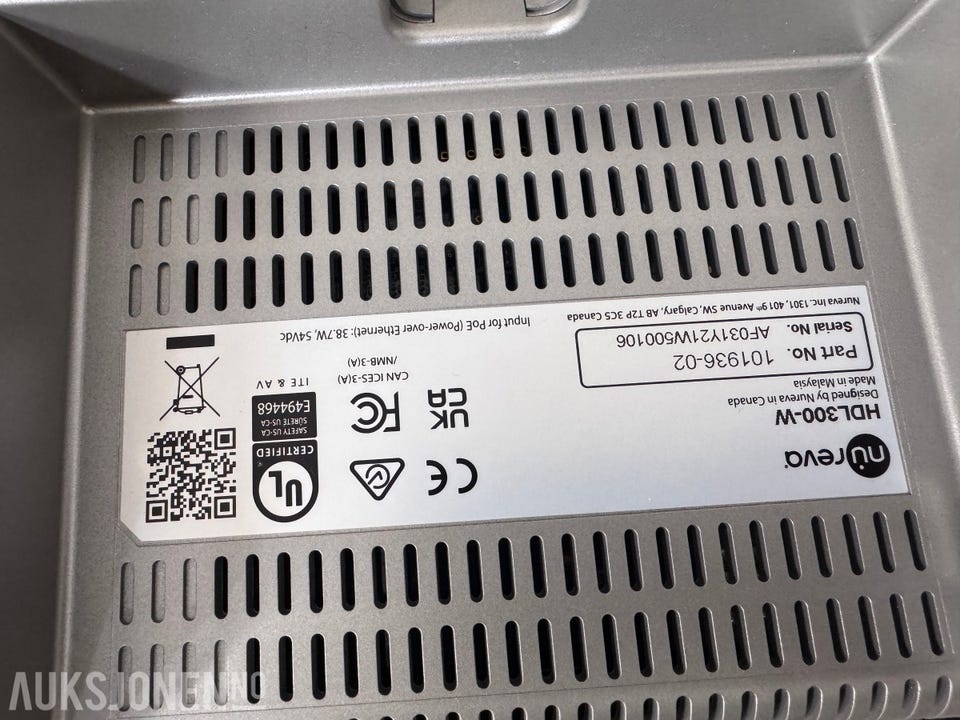 nureva
HDL300-W
Designed by Nureva in Canada
Made in Malaysia
Part No. 101936-02
Serial No. AF031Y21W500106
Nureva Inc. 1301, 401 9th Avenue SW, Calgary, AB T2P 3C5 Canada
CE
UK
CA
FC
CAN ICES-3(A)
/NMB-3(A)
UL
CERTIFIED
SAFETY US-CA
SÛRETÉ US-CA
E494468
ITE & AV
Input for PoE (Power-over Ethernet): 38.7W, 54Vdc
AUKSJONEN.NO